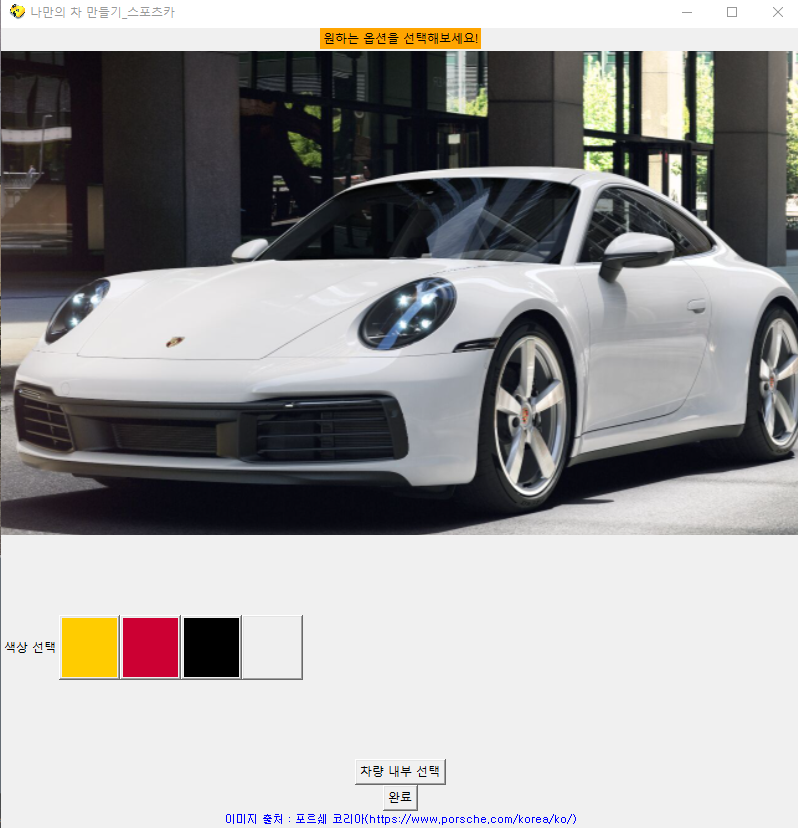 나만의 차 만들기_스포츠카
원하는 옵션을 선택해보세요!
색상 선택
차량 내부 선택
완료
이미지 출처 : 포르쉐 코리아(https://www.porsche.com/korea/ko/)